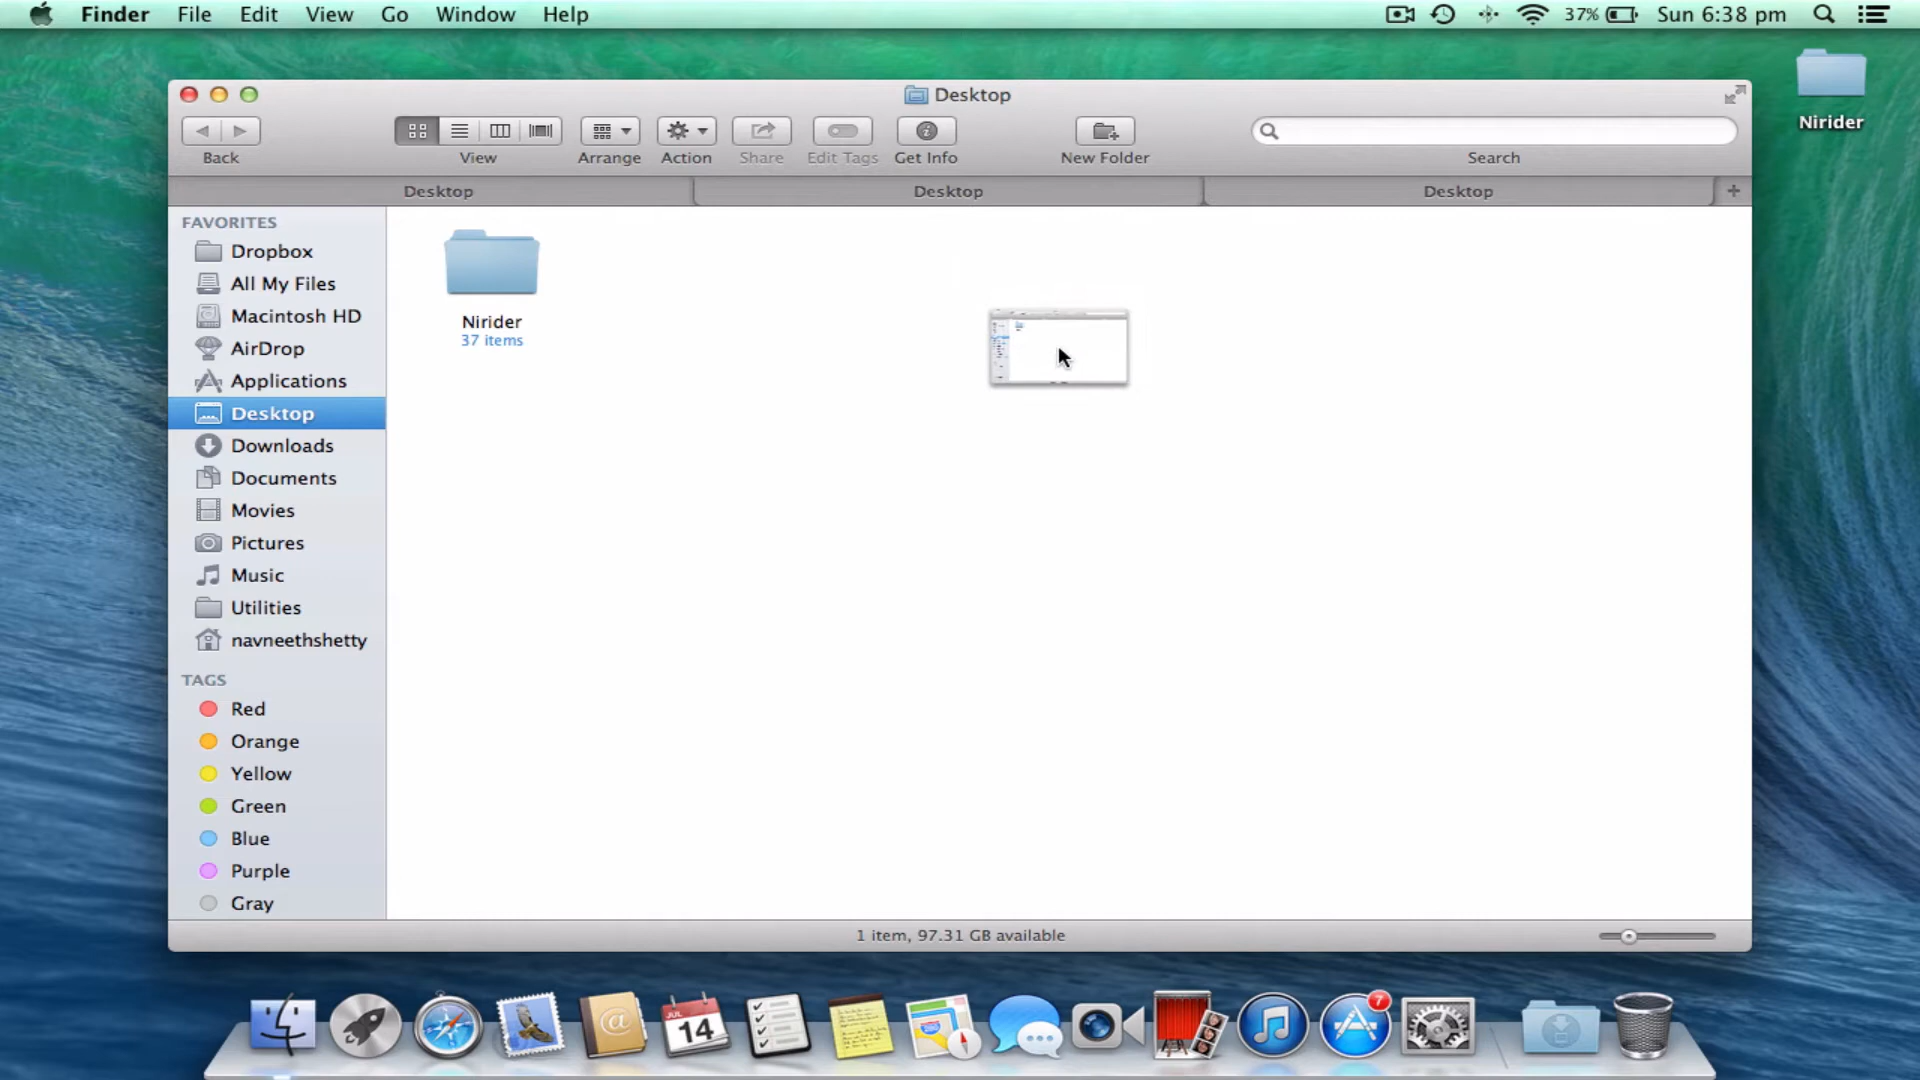 Finder File Edit View Go Window Help 37% Sun 6:38 pm
Nirider
Desktop
Back View Arrange Action Share Edit Tags Get Info New Folder Search
Desktop Desktop Desktop +
FAVORITES
Dropbox
All My Files
Macintosh HD
AirDrop
Applications
Desktop
Downloads
Documents
Movies
Pictures
Music
Utilities
navneethshetty
TAGS
Red
Orange
Yellow
Green
Blue
Purple
Gray
Nirider
37 items
1 item, 97.31 GB available
JUL
14
@
7